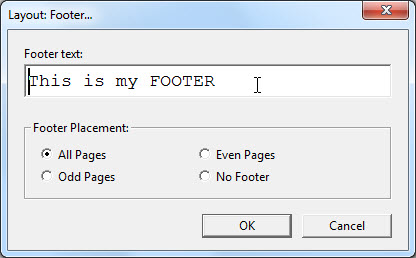 Layout: Footer...
Footer text:
This is my FOOTER
Footer Placement:
All Pages
Even Pages
Odd Pages
No Footer
OK
Cancel